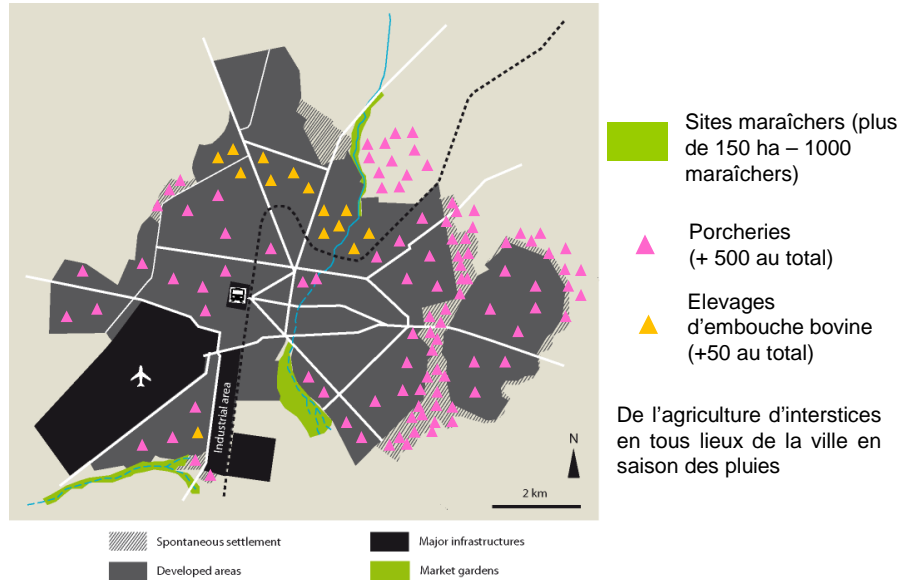 Sites maraîchers (plus
de 150 ha – 1000
maraîchers)
Porcheries
(+ 500 au total)
Elevages
d'embouche bovine
(+50 au total)
De l'agriculture d'interstices
en tous lieux de la ville en
saison des pluies
Industrial area
N
2 km
Spontaneous settlement
Major infrastructures
Developed areas
Market gardens